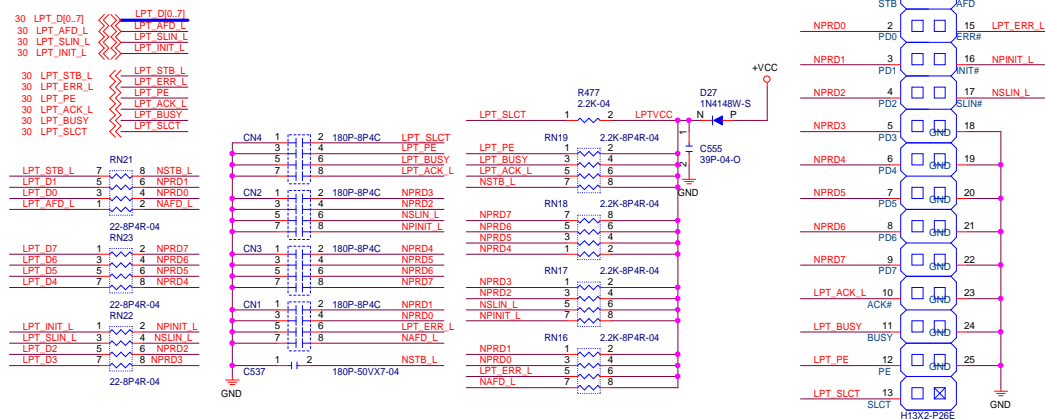 30 LPT_D[0..7] LPT_D[0..7]
30 LPT_AFD_L LPT_AFD_L
30 LPT_SLIN_L LPT_SLIN_L
30 LPT_INIT_L LPT_INIT_L
30 LPT_STB_L LPT_STB_L
30 LPT_ERR_L LPT_ERR_L
30 LPT_PE LPT_PE
30 LPT_ACK_L LPT_ACK_L
30 LPT_BUSY LPT_BUSY
30 LPT_SLCT LPT_SLCT
RN21
LPT_STB_L 7 8 NSTB_L
LPT_D1 5 6 NPRD1
LPT_D0 3 4 NPRD0
LPT_AFD_L 1 2 NAFD_L
22-8P4R-04
RN23
LPT_D7 1 2 NPRD7
LPT_D6 3 4 NPRD6
LPT_D5 5 6 NPRD5
LPT_D4 7 8 NPRD4
22-8P4R-04
RN22
LPT_INIT_L 1 2 NPINIT_L
LPT_SLIN_L 3 4 NSLIN_L
LPT_D2 5 6 NPRD2
LPT_D3 7 8 NPRD3
22-8P4R-04
CN4 1 2 180P-8P4C LPT_SLCT
3 4 LPT_PE
5 6 LPT_BUSY
7 8 LPT_ACK_L
CN2 1 2 180P-8P4C NPRD3
3 4 NPRD2
5 6 NSLIN_L
7 8 NPINIT_L
CN3 1 2 180P-8P4C NPRD4
3 4 NPRD5
5 6 NPRD6
7 8 NPRD7
CN1 1 2 180P-8P4C NPRD1
3 4 NPRD0
5 6 LPT_ERR_L
7 8 NAFD_L
1 2 NSTB_L
C537 180P-50VX7-04
GND
R477
2.2K-04
LPT_SLCT 1 2 LPTVCC
+VCC
D27
1N4148W-S
N P
1
C555
39P-04-O
2
GND
RN19 2.2K-8P4R-04
LPT_PE 1 2
LPT_BUSY 3 4
LPT_ACK_L 5 6
NSTB_L 7 8
RN18 2.2K-8P4R-04
NPRD7 7 8
NPRD6 5 6
NPRD5 3 4
NPRD4 1 2
RN17 2.2K-8P4R-04
NPRD3 1 2
NPRD2 3 4
NSLIN_L 5 6
NPINIT_L 7 8
RN16 2.2K-8P4R-04
NPRD1 1 2
NPRD0 3 4
LPT_ERR_L 5 6
NAFD_L 7 8
STB AFD
NPRD0 2 15 LPT_ERR_L
PD0 ERR#
NPRD1 3 16 NPINIT_L
PD1 INIT#
NPRD2 4 17 NSLIN_L
PD2 SLIN#
NPRD3 5 18
PD3 GND
NPRD4 6 19
PD4 GND
NPRD5 7 20
PD5 GND
NPRD6 8 21
PD6 GND
NPRD7 9 22
PD7 GND
LPT_ACK_L 10 23
ACK# GND
LPT_BUSY 11 24
BUSY GND
LPT_PE 12 25
PE GND
LPT_SLCT 13
SLCT
GND
H13X2-P26E